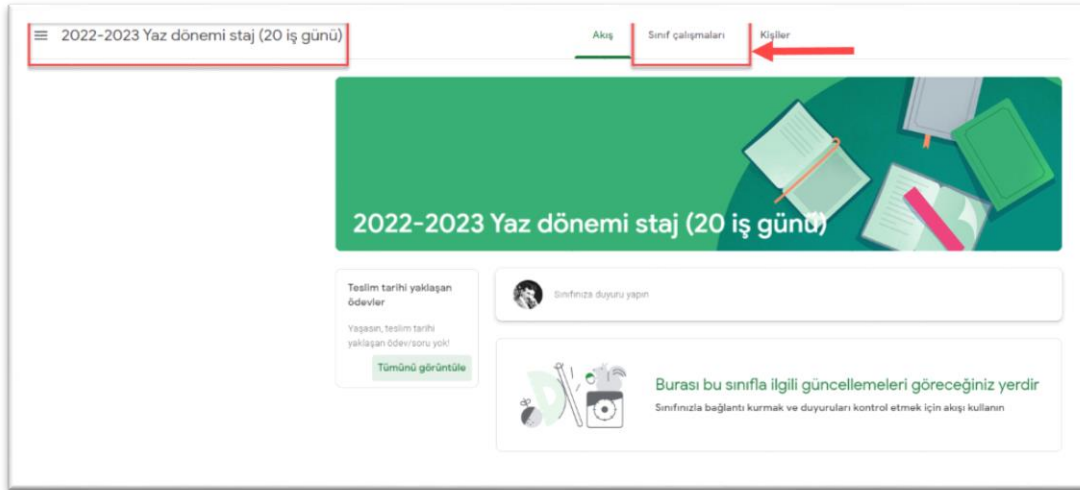 2022-2023 Yaz dönemi staj (20 iş günü)
Akış
Sınıf çalışmaları
Kişiler
2022-2023 Yaz dönemi staj (20 iş günü)
Teslim tarihi yaklaşan
ödevler
Yaşasın, teslim tarihi
yaklaşan ödev/soru yok!
Tümünü görüntüle
Sınıfınıza duyuru yapın
Burası bu sınıfla ilgili güncellemeleri göreceğiniz yerdir
Sınıfınızla bağlantı kurmak ve duyuruları kontrol etmek için akışı kullanın